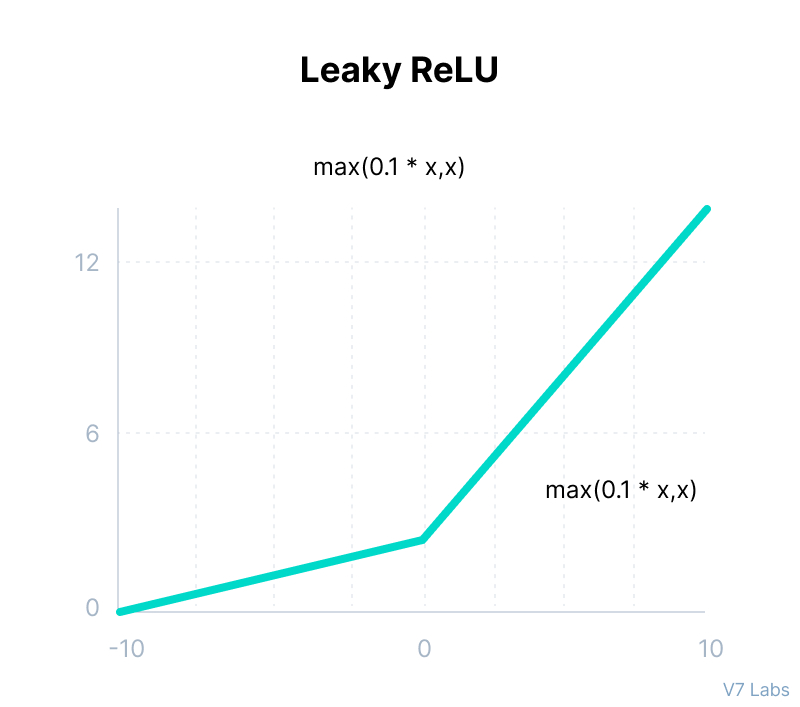 Leaky ReLU
max(0.1 * x,x)
12
6
max(0.1 * x,x)
0
-10 0 10
V7 Labs